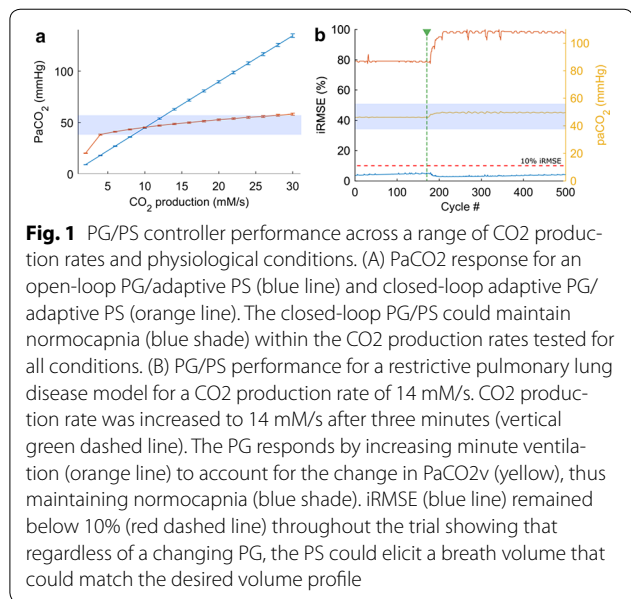 a
b
PaCO2 (mmHg)
100
50
0
5 10 15 20 25 30
CO2 production (mM/s)
iRMSE (%)
100
80
60
40
20
0
10% iRMSE
0 100 200 300 400 500
Cycle #
100
80
60
40
20
0
paCO2 (mmHg)
Fig. 1 PG/PS controller performance across a range of CO2 produc-
tion rates and physiological conditions. (A) PaCO2 response for an
open-loop PG/adaptive PS (blue line) and closed-loop adaptive PG/
adaptive PS (orange line). The closed-loop PG/PS could maintain
normocapnia (blue shade) within the CO2 production rates tested for
all conditions. (B) PG/PS performance for a restrictive pulmonary lung
disease model for a CO2 production rate of 14 mM/s. CO2 produc-
tion rate was increased to 14 mM/s after three minutes (vertical
green dashed line). The PG responds by increasing minute ventila-
tion (orange line) to account for the change in PaCO2v (yellow), thus
maintaining normocapnia (blue shade). iRMSE (blue line) remained
below 10% (red dashed line) throughout the trial showing that
regardless of a changing PG, the PS could elicit a breath volume that
could match the desired volume profile